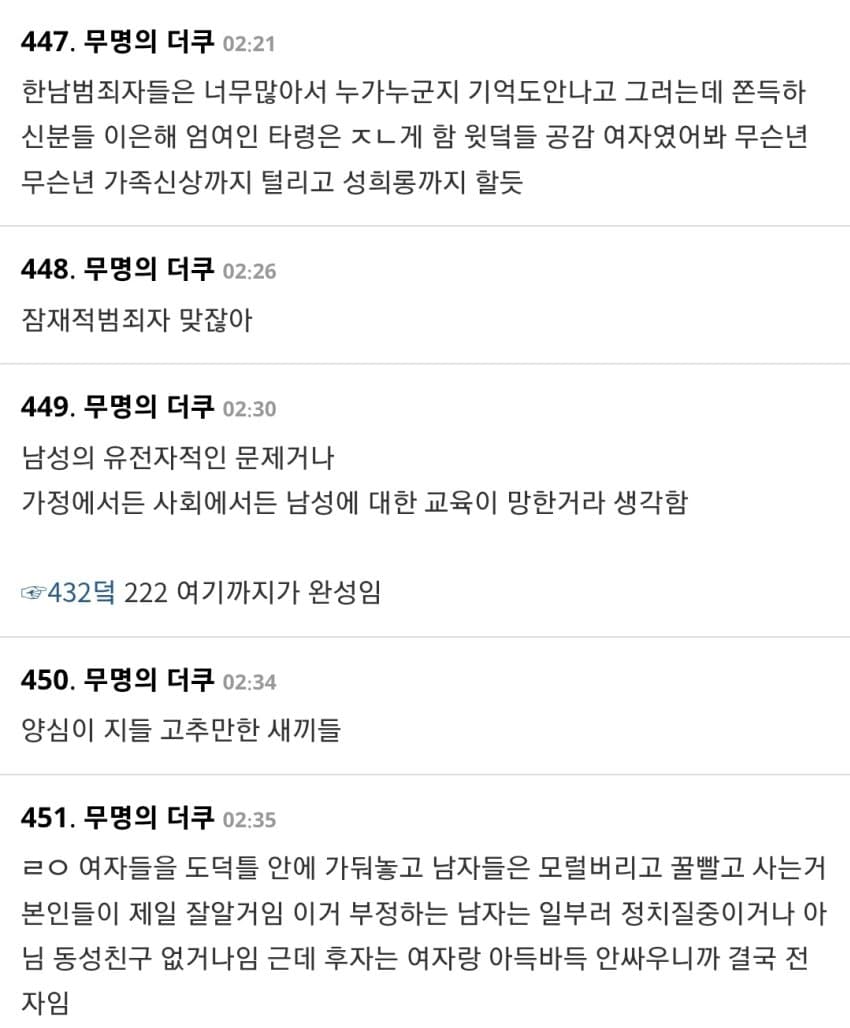 447. 무명의 더쿠 02:21
한남범죄자들은 너무많아서 누가누군지 기억도안나고 그러는데 쫀득하
신분들 이은해 엄여인 타령은 ㅈㄴ게 함 윗덬들 공감 여자였어봐 무슨년
무슨년 가족신상까지 털리고 성희롱까지 할듯
448. 무명의 더쿠 02:26
잠재적범죄자 맞잖아
449. 무명의 더쿠 02:30
남성의 유전자적인 문제거나
가정에서든 사회에서든 남성에 대한 교육이 망한거라 생각함
☞432덬 222 여기까지가 완성임
450. 무명의 더쿠 02:34
양심이 지들 고추만한 새끼들
451. 무명의 더쿠 02:35
ㄹㅇ 여자들을 도덕틀 안에 가둬놓고 남자들은 모럴버리고 꿀빨고 사는거
본인들이 제일 잘알거임 이거 부정하는 남자는 일부러 정치질중이거나 아
님 동성친구 없거나임 근데 후자는 여자랑 아득바득 안싸우니까 결국 전
자임